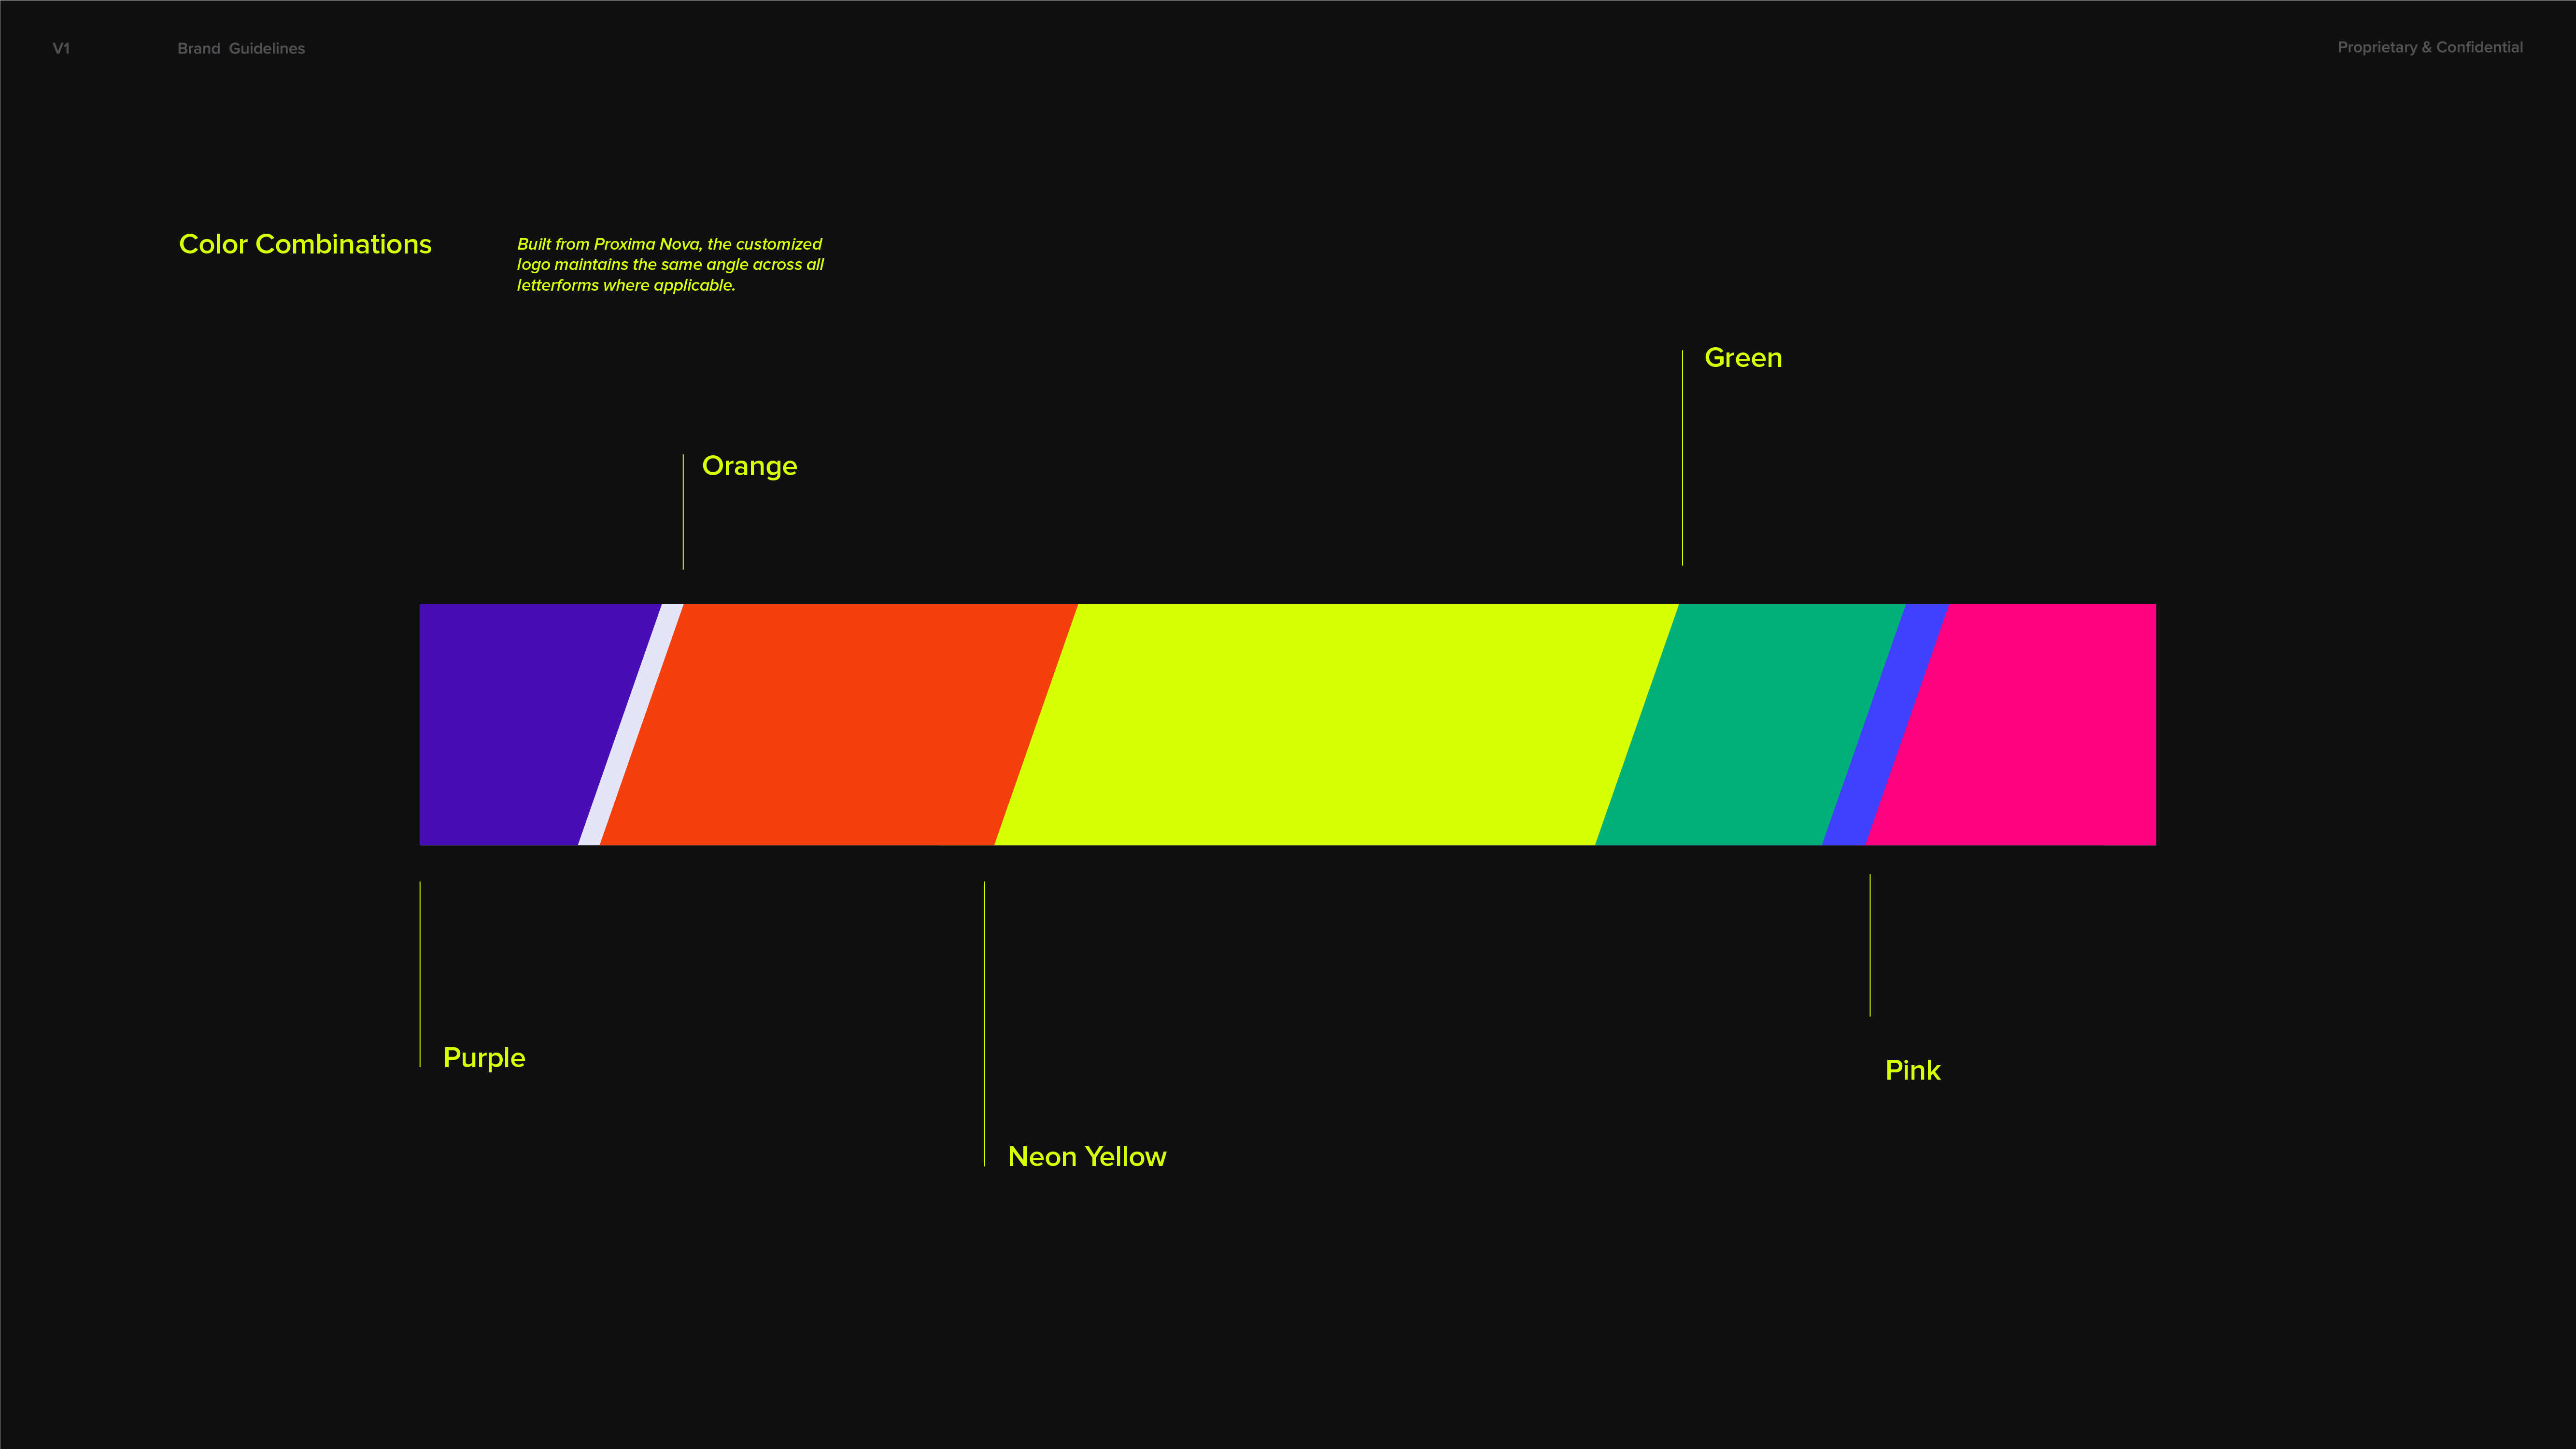 V1
Brand  Guidelines
Proprietary & Confidential
Color Combinations
Built from Proxima Nova, the customized
logo maintains the same angle across all
letterforms where applicable.
Green
Orange
Purple
Pink
Neon Yellow